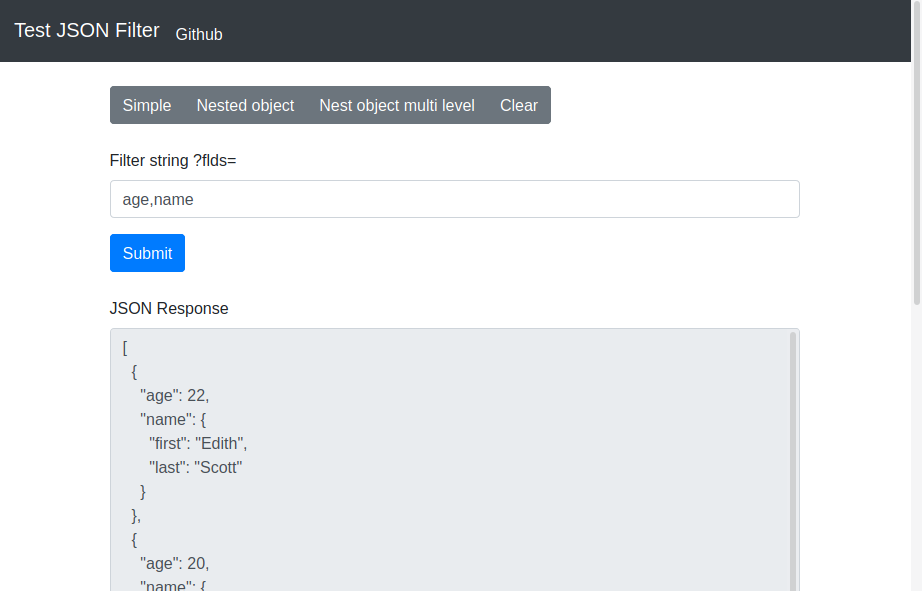 Test JSON Filter Github
Simple Nested object Nest object multi level Clear
Filter string ?flds=
age,name
Submit
JSON Response
[
{
"age": 22,
"name": {
"first": "Edith",
"last": "Scott"
}
},
{
"age": 20,
"name": {